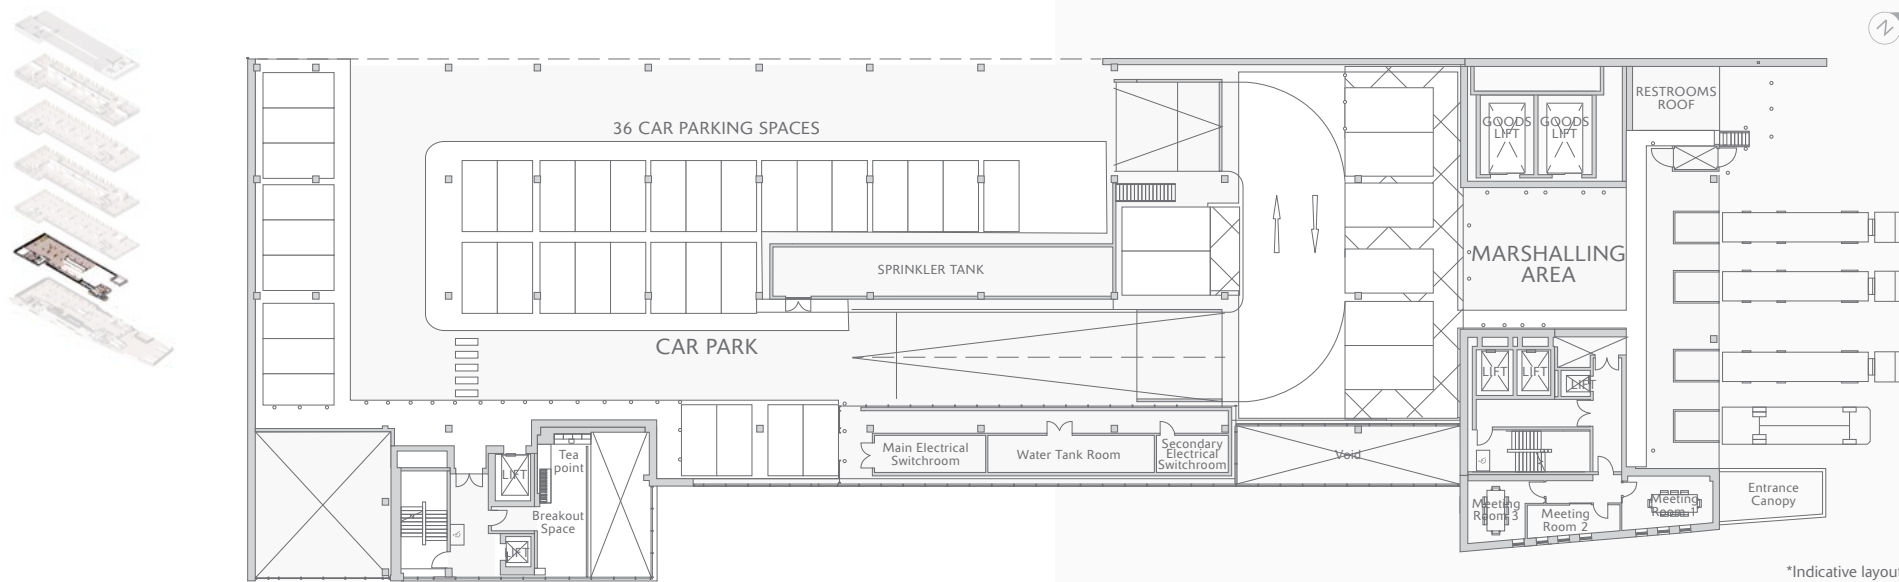 N
RESTROOMS
ROOF
36 CAR PARKING SPACES
GOODS
LIFT
GOODS
LIFT
MARSHALLING
AREA
SPRINKLER TANK
CAR PARK
LIFT
LIFT
LIFT
Main Electrical
Switchroom
Water Tank Room
Secondary
Electrical
Switchroom
Void
Tea
point
LIFT
Breakout
Space
LIFT
Meeting
Room 3
Meeting
Room 2
Meeting
Room 1
Entrance
Canopy
*Indicative layout